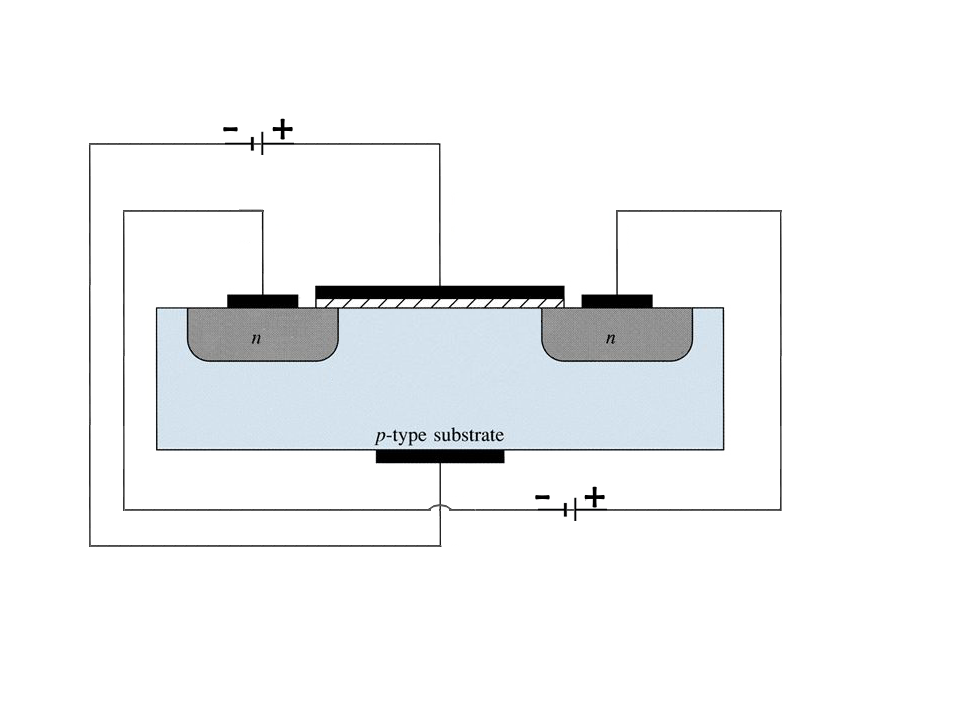 - +
n
n
p-type substrate
- +